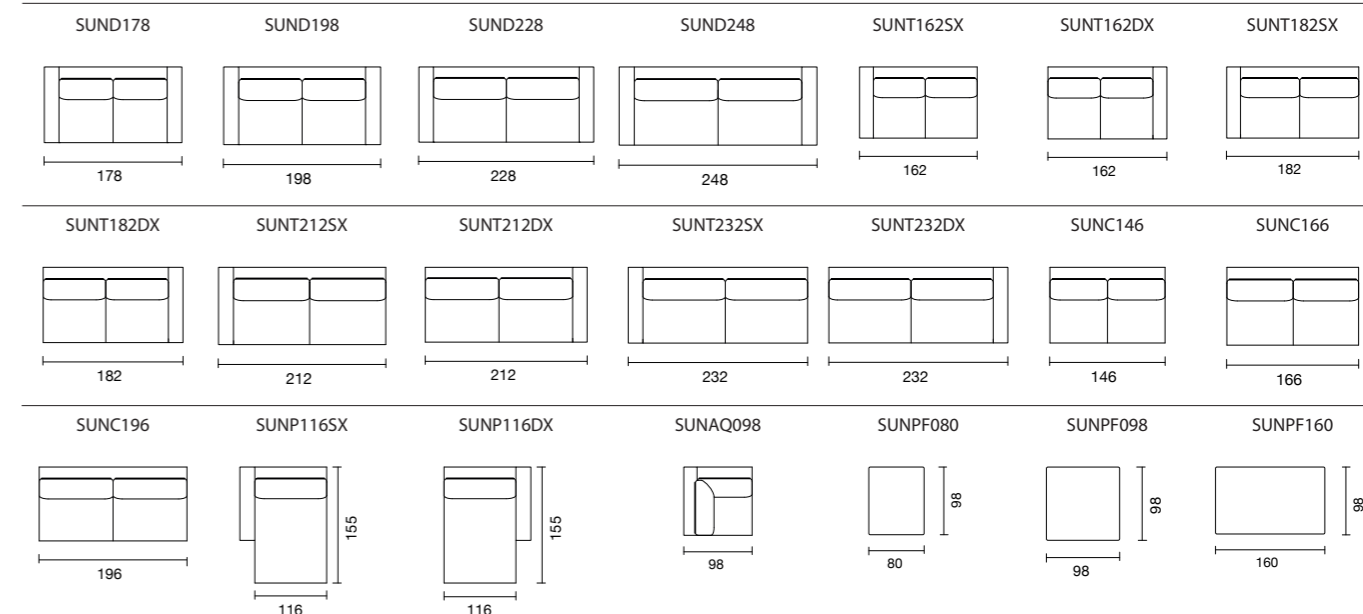 SUND178 SUND198 SUND228 SUND248 SUNT162SX SUNT162DX SUNT182SX
178 198 228 248 162 162 182
SUNT182DX SUNT212SX SUNT212DX SUNT232SX SUNT232DX SUNC146 SUNC166
182 212 212 232 232 146 166
SUNC196 SUNP116SX SUNP116DX SUNAQ098 SUNPF080 SUNPF098 SUNPF160
155 155 98 98 98
196 116 116 98 80 98 160